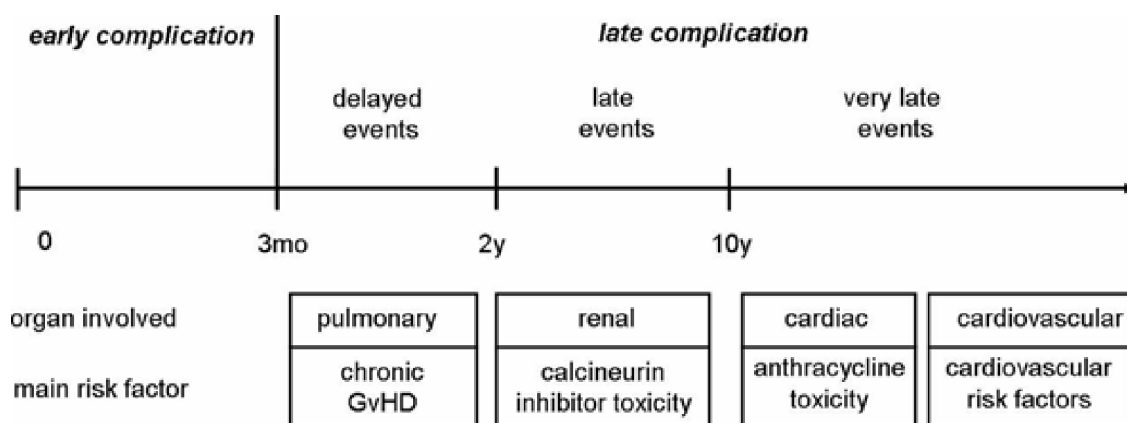 early complication
late complication
delayed
events
late
events
very late
events
0
3mo
2y
10y
organ involved
pulmonary
renal
cardiac
cardiovascular
main risk factor
chronic
GvHD
calcineurin
inhibitor toxicity
anthracycline
toxicity
cardiovascular
risk factors